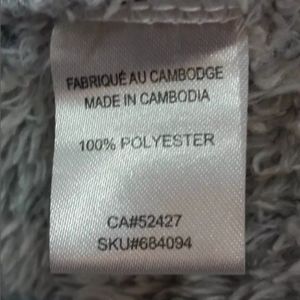 FABRIQUÉ AU CAMBODGE
MADE IN CAMBODIA
100% POLYESTER
CA#52427
SKU#684094